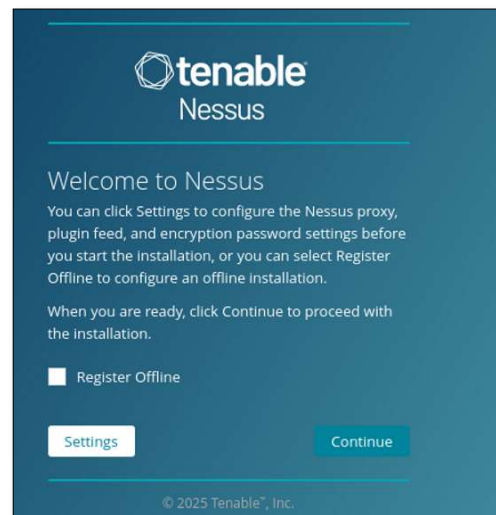 tenable
Nessus
Welcome to Nessus
You can click Settings to configure the Nessus proxy,
plugin feed, and encryption password settings before
you start the installation, or you can select Register
Offline to configure an offline installation.
When you are ready, click Continue to proceed with
the installation.
Register Offline
Settings
Continue
© 2025 Tenable™, Inc.